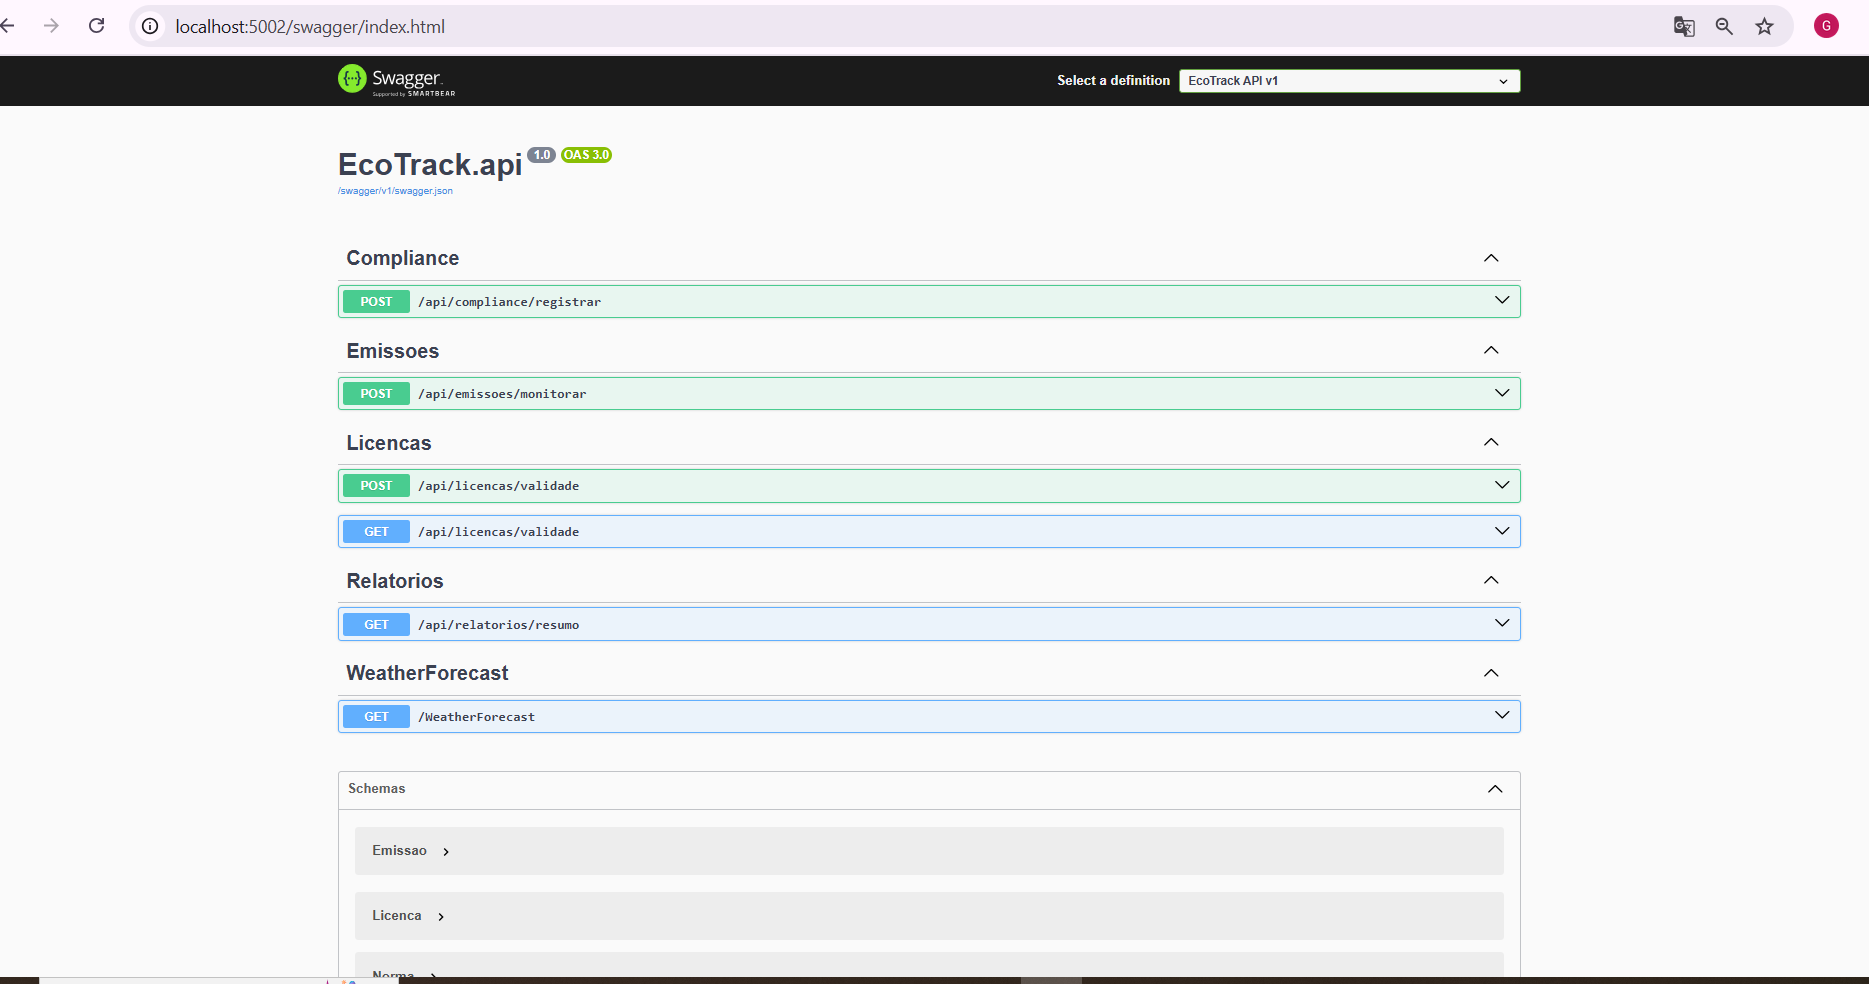 localhost:5002/swagger/index.html
G
Swagger
Supported by SMARTBEAR
Select a definition
EcoTrack API v1
EcoTrack.api 1.0 OAS 3.0
/swagger/v1/swagger.json
Compliance
POST /api/compliance/registrar
Emissoes
POST /api/emissoes/monitorar
Licencas
POST /api/licencas/validade
GET /api/licencas/validade
Relatorios
GET /api/relatorios/resumo
WeatherForecast
GET /WeatherForecast
Schemas
Emissao
Licenca
Norma